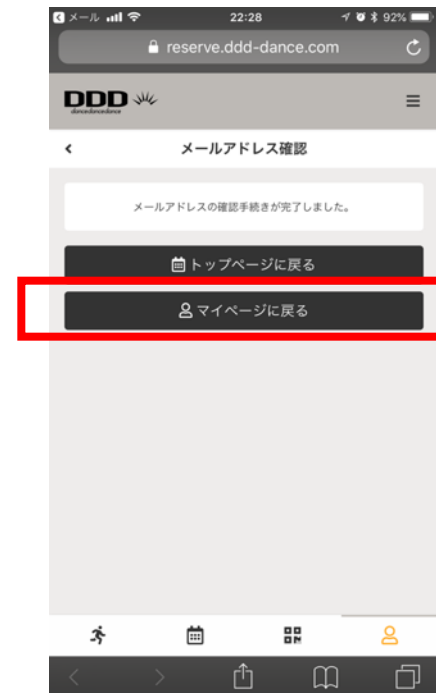 メール 22:28 92%
reserve.ddd-dance.com
DDD
dancedancedance
メールアドレス確認
メールアドレスの確認手続きが完了しました。
トップページに戻る
マイページに戻る